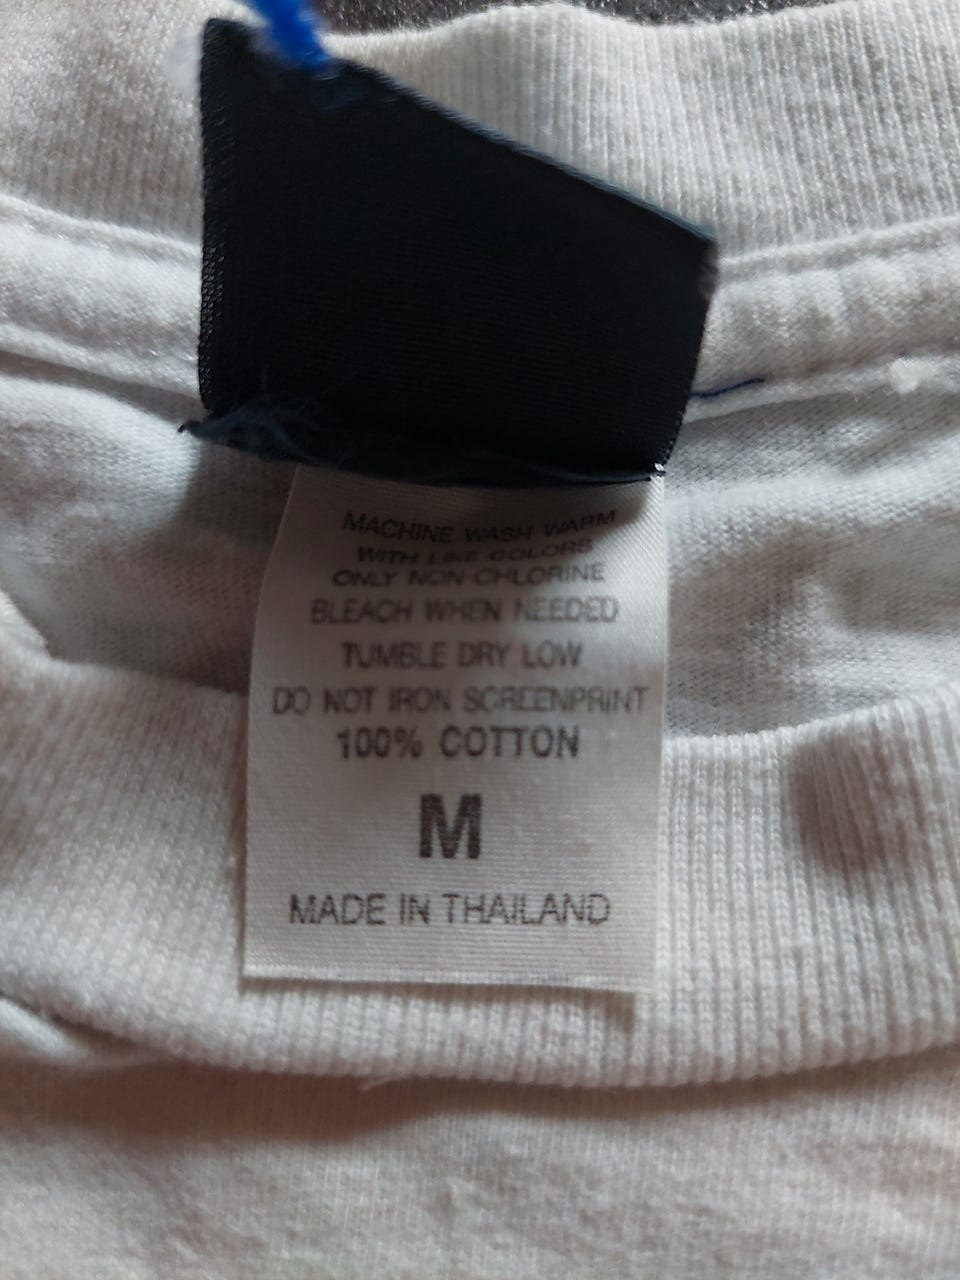 MACHINE WASH WARM
WITH LIKE COLORS
ONLY NON-CHLORINE
BLEACH WHEN NEEDED
TUMBLE DRY LOW
DO NOT IRON SCREENPRINT
100% COTTON
M
MADE IN THAILAND